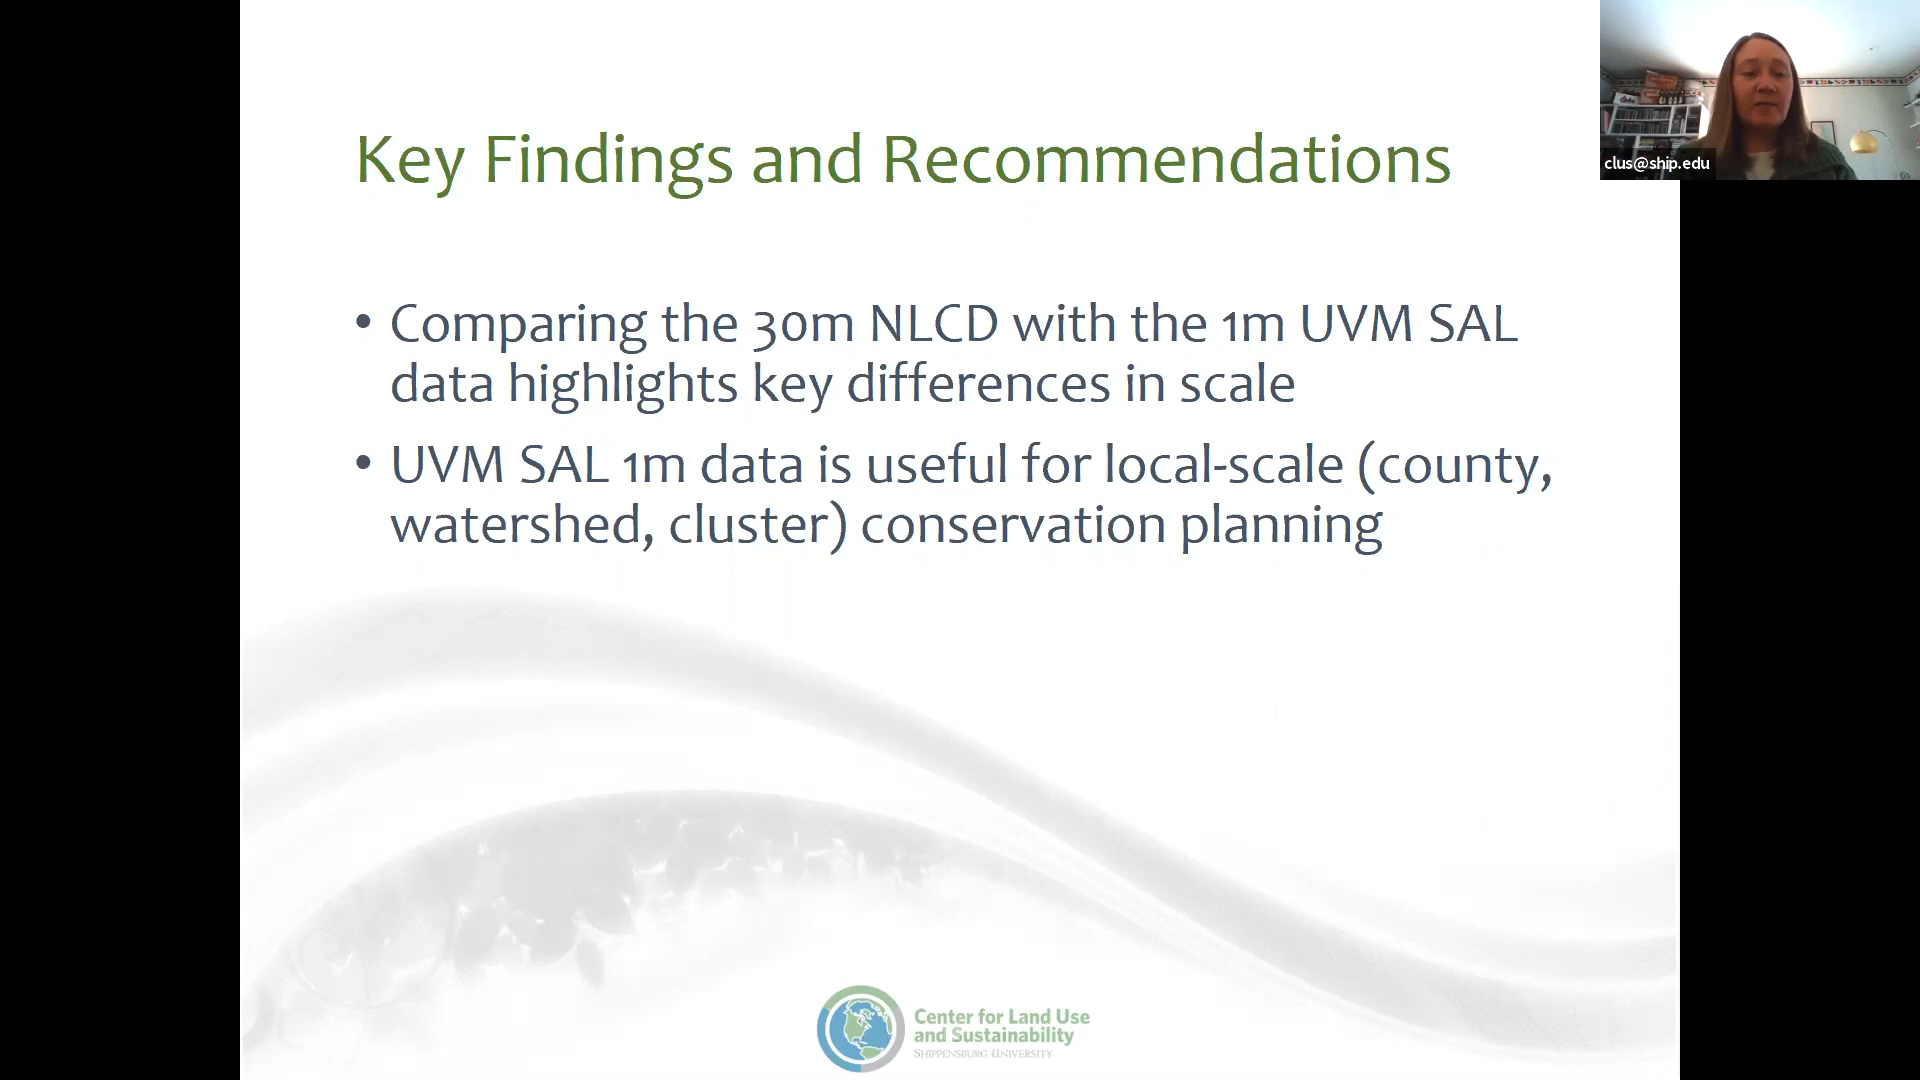 clus@ship.edu
Key Findings and Recommendations
• Comparing the 30m NLCD with the 1m UVM SAL
data highlights key differences in scale
• UVM SAL 1m data is useful for local-scale (county,
watershed, cluster) conservation planning
Center for Land Use
and Sustainability
SHIPPENSBURG UNIVERSITY